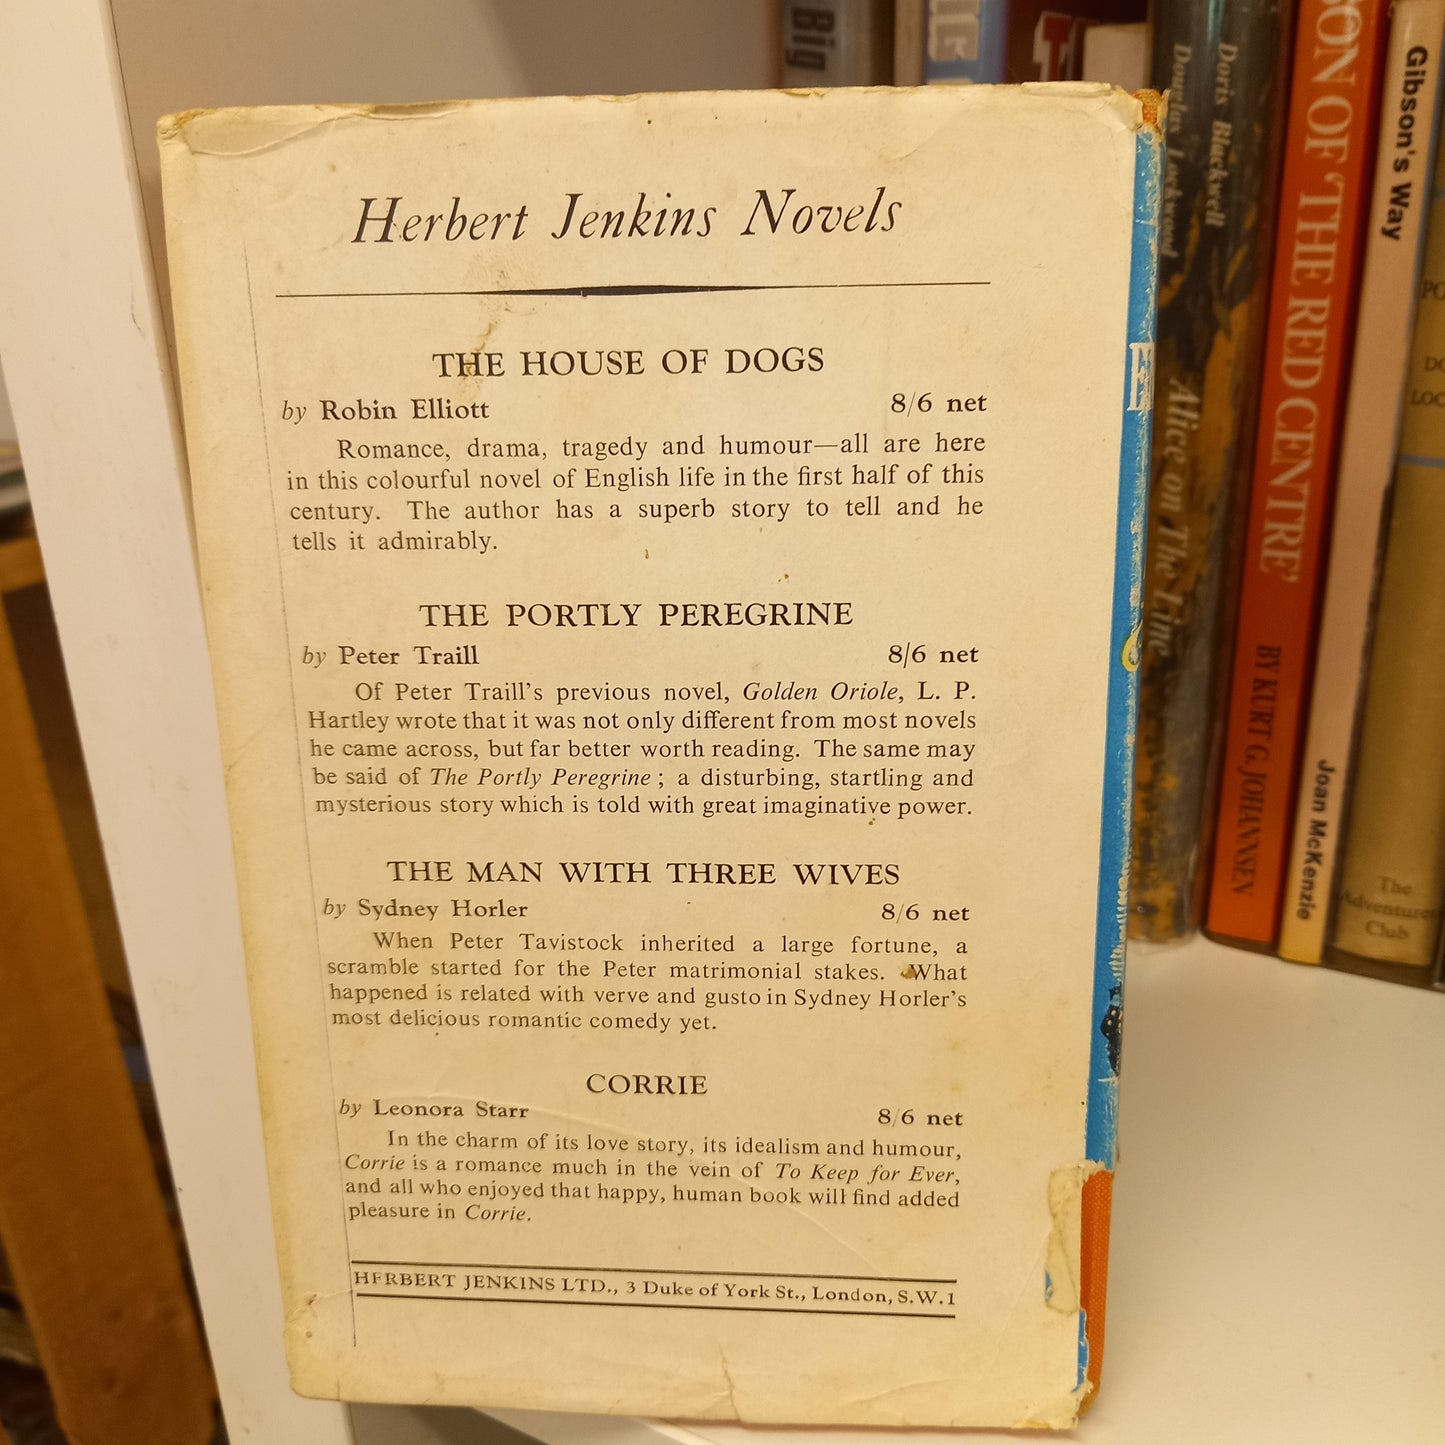 Herbert Jenkins Novels
THE HOUSE OF DOGS
by Robin Elliott 8/6 net
Romance, drama, tragedy and humour—all are here
in this colourful novel of English life in the first half of this
century. The author has a superb story to tell and he
tells it admirably.
THE PORTLY PEREGRINE
by Peter Traill 8/6 net
Of Peter Traill's previous novel, Golden Oriole, L. P.
Hartley wrote that it was not only different from most novels
he came across, but far better worth reading. The same may
be said of The Portly Peregrine ; a disturbing, startling and
mysterious story which is told with great imaginative power.
THE MAN WITH THREE WIVES
by Sydney Horler 8/6 net
When Peter Tavistock inherited a large fortune, a
scramble started for the Peter matrimonial stakes. What
happened is related with verve and gusto in Sydney Horler's
most delicious romantic comedy yet.
CORRIE
by Leonora Starr 8/6 net
In the charm of its love story, its idealism and humour,
Corrie is a romance much in the vein of To Keep for Ever,
and all who enjoyed that happy, human book will find added
pleasure in Corrie.
HERBERT JENKINS LTD., 3 Duke of York St., London, S.W.1
Big
Doris Blackwell
Douglas Lockwood
Alice on The Line
SON OF 'THE RED CENTRE'
BY KURT G. JOHANNSEN
Gibson's Way
Joan McKenzie
The
Adventurers
Club